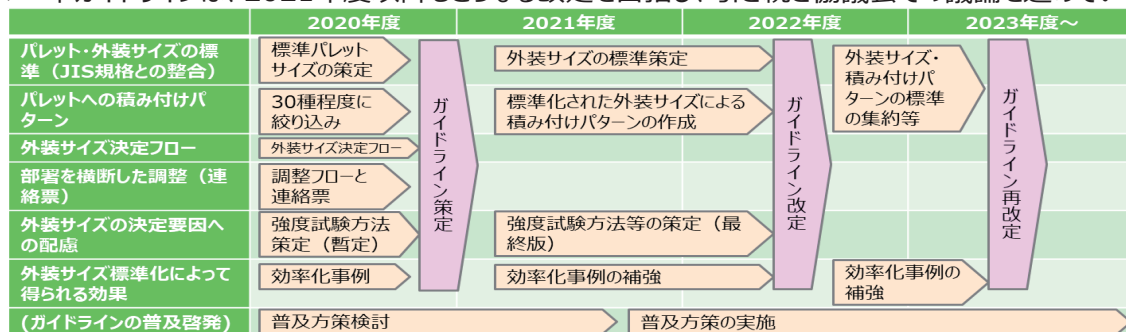 2020年度 2021年度 2022年度 2023年度～
パレット・外装サイズの標
準（JIS規格との整合）
標準パレット
サイズの策定
外装サイズの標準策定
外装サイズ・
積み付けパ
ターンの標準
の集約等
パレットへの積み付けパ
ターン
30種程度に
絞り込み
標準化された外装サイズによる
積み付けパターンの作成
外装サイズ決定フロー
外装サイズ決定フロー
部署を横断した調整（連
絡票）
調整フローと
連絡票
外装サイズの決定要因へ
の配慮
強度試験方法
策定（暫定）
強度試験方法等の策定（最
終版）
外装サイズ標準化によって
得られる効果
効率化事例
効率化事例の補強
効率化事例の
補強
ガイドライン策定
ガイドライン改定
ガイドライン再改定
(ガイドラインの普及啓発)
普及方策検討
普及方策の実施